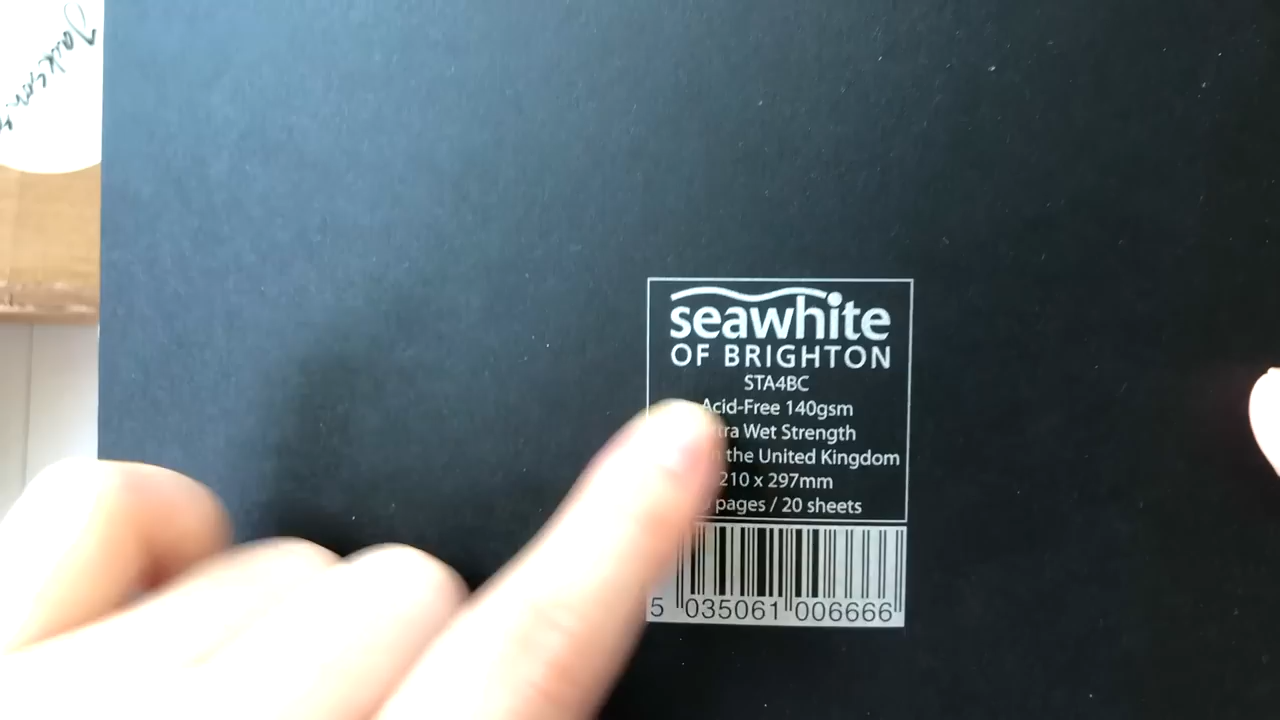 Jackson's
seawhite
OF BRIGHTON
STA4BC
Acid-Free 140gsm
Wet Strength
the United Kingdom
210 x 297mm
pages / 20 sheets
5 035061 006666